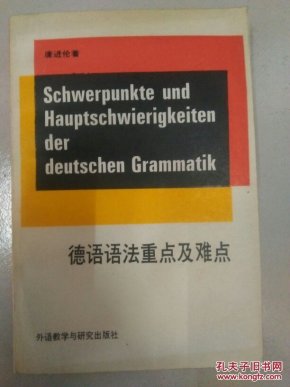 唐进伦著
Schwerpunkte und
Hauptschwierigkeiten
der
deutschen Grammatik
德语语法重点及难点
外语教学与研究出版社
孔夫子旧书网